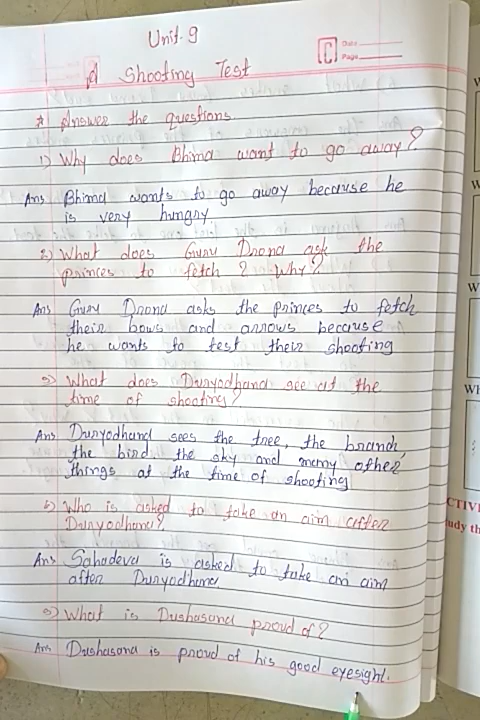 Unit-9
C
Date
Page
A Shooting Test
* Answer the questions
1) Why does Bhima want to go away?
Ans Bhima wants to go away because he
is very hungry.
2) What does Guru Drona ask the
princes to fetch? Why?
Ans Guru Drona asks the princes to fetch
their bows and arrows because
he wants to test their shooting
3) What does Duryodhana see at the
time of shooting?
Ans Duryodhana sees the tree, the branch,
the bird the sky and many other
things at the time of shooting
Who is asked to take an aim after
Duryodhana?
Ans Sahadeva is asked to take an aim
after Duryodhana
5) What is Dushasana proud of?
Ans Dushasana is proud of his good eyesight.
CTIVI
udy th